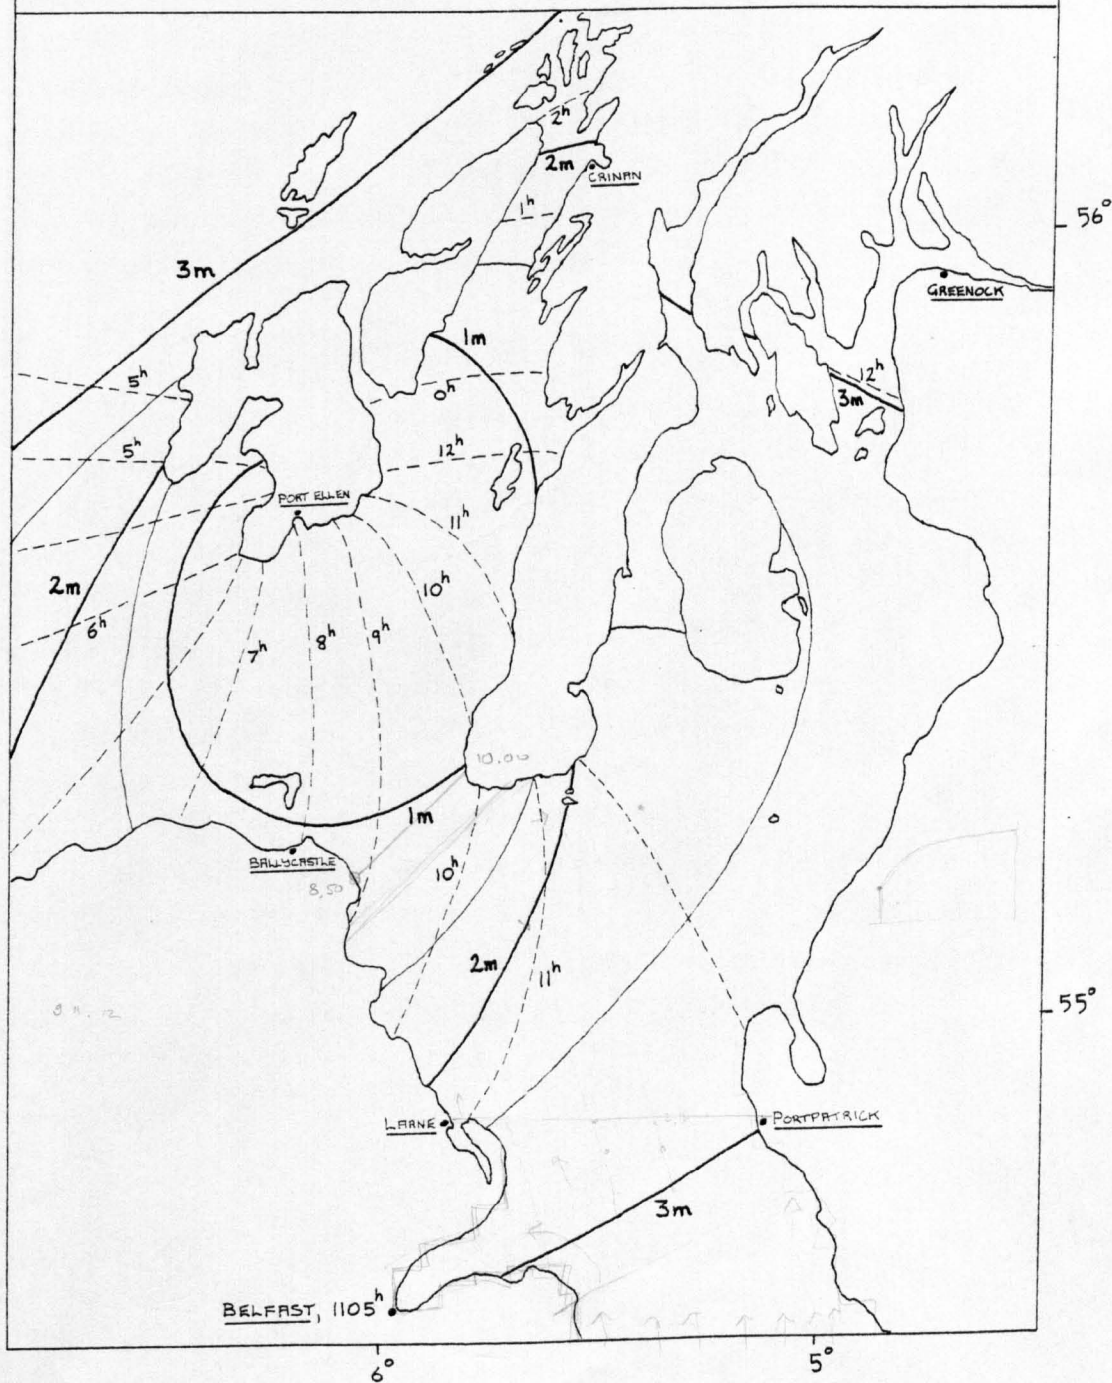 2ʰ
2m
CRINAN
1ʰ
56°
3m
GREENOCK
1m
5ʰ
0ʰ
12ʰ
3m
5ʰ
12ʰ
PORT ELLEN
11ʰ
2m
10ʰ
6ʰ
7ʰ
8ʰ
9ʰ
10.00
1m
BALLYCASTLE
10ʰ
8,50
2m
11ʰ
55°
LARNE
PORTPATRICK
3m
BELFAST, 1105ʰ
6°
5°